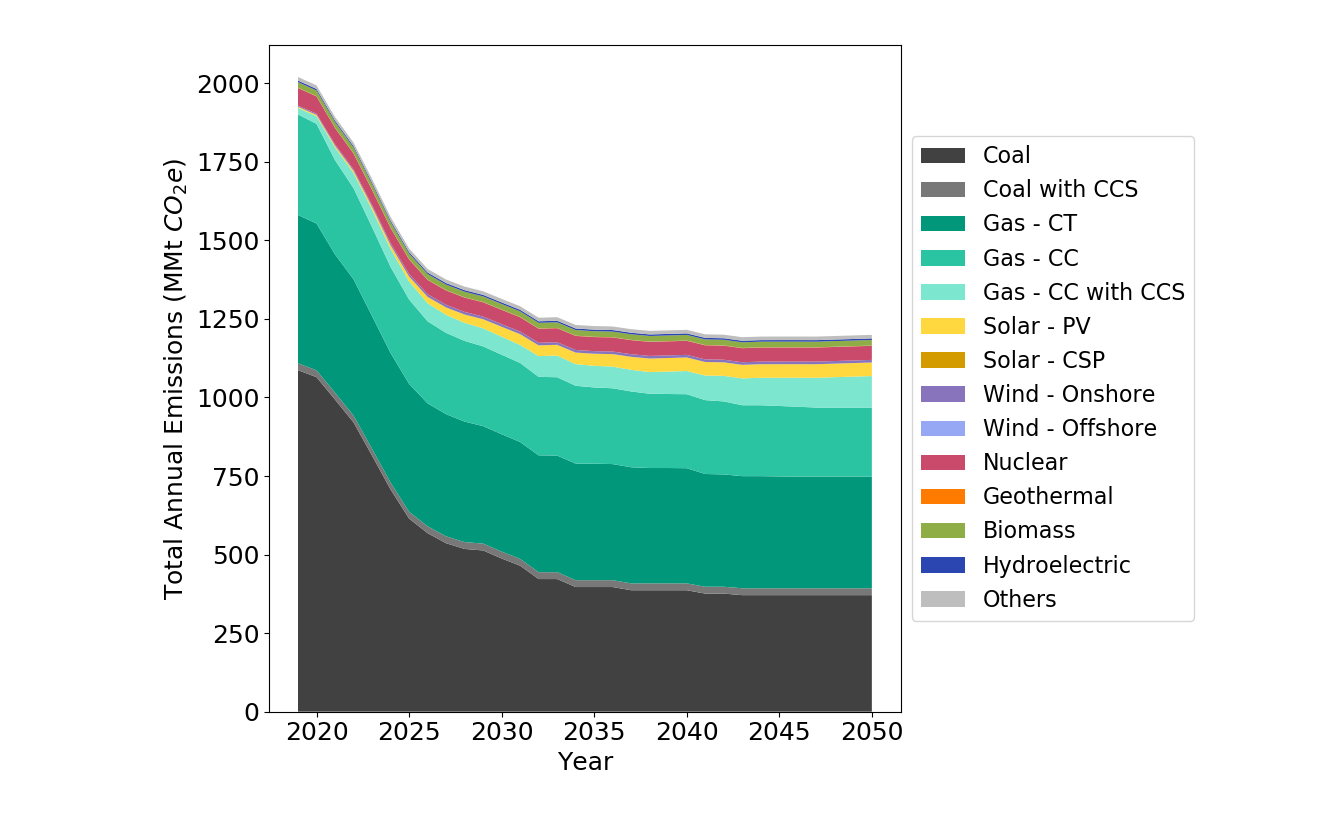 Total Annual Emissions (MMt CO₂e)
2000
1750
1500
1250
1000
750
500
250
0
2020 2025 2030 2035 2040 2045 2050
Year
Coal
Coal with CCS
Gas - CT
Gas - CC
Gas - CC with CCS
Solar - PV
Solar - CSP
Wind - Onshore
Wind - Offshore
Nuclear
Geothermal
Biomass
Hydroelectric
Others